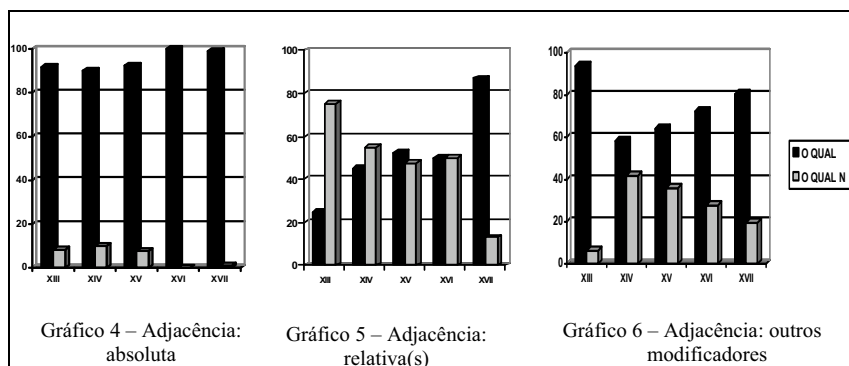 100
80
60
40
20
0
XIII XIV XV XVI XVII
Gráfico 4 – Adjacência:
absoluta
100
80
60
40
20
0
XIII XIV XV XVI XVII
Gráfico 5 – Adjacência:
relativa(s)
100
80
60
40
20
0
XIII XIV XV XVI XVII
Gráfico 6 – Adjacência: outros
modificadores
O QUAL
O QUAL N